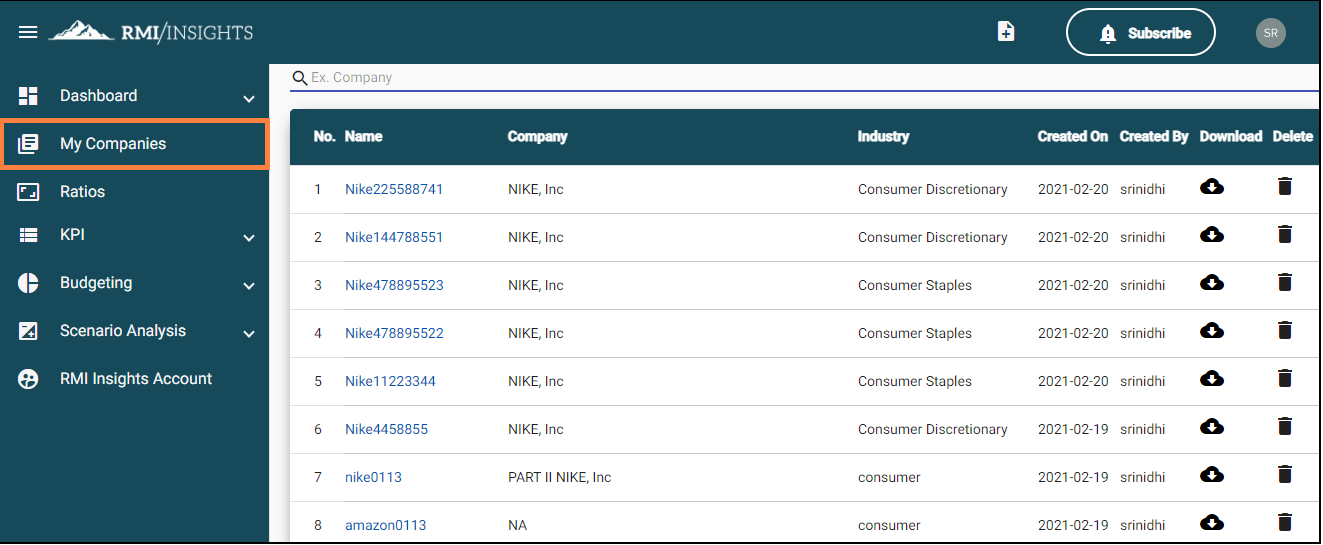 RMI/INSIGHTS
Subscribe
SR
Dashboard
My Companies
Ratios
KPI
Budgeting
Scenario Analysis
RMI Insights Account
Ex. Company
No. Name Company Industry Created On Created By Download Delete
1 Nike225588741 NIKE, Inc Consumer Discretionary 2021-02-20 srinidhi
2 Nike144788551 NIKE, Inc Consumer Discretionary 2021-02-20 srinidhi
3 Nike478895523 NIKE, Inc Consumer Staples 2021-02-20 srinidhi
4 Nike478895522 NIKE, Inc Consumer Staples 2021-02-20 srinidhi
5 Nike11223344 NIKE, Inc Consumer Staples 2021-02-20 srinidhi
6 Nike4458855 NIKE, Inc Consumer Discretionary 2021-02-19 srinidhi
7 nike0113 PART II NIKE, Inc consumer 2021-02-19 srinidhi
8 amazon0113 NA consumer 2021-02-19 srinidhi